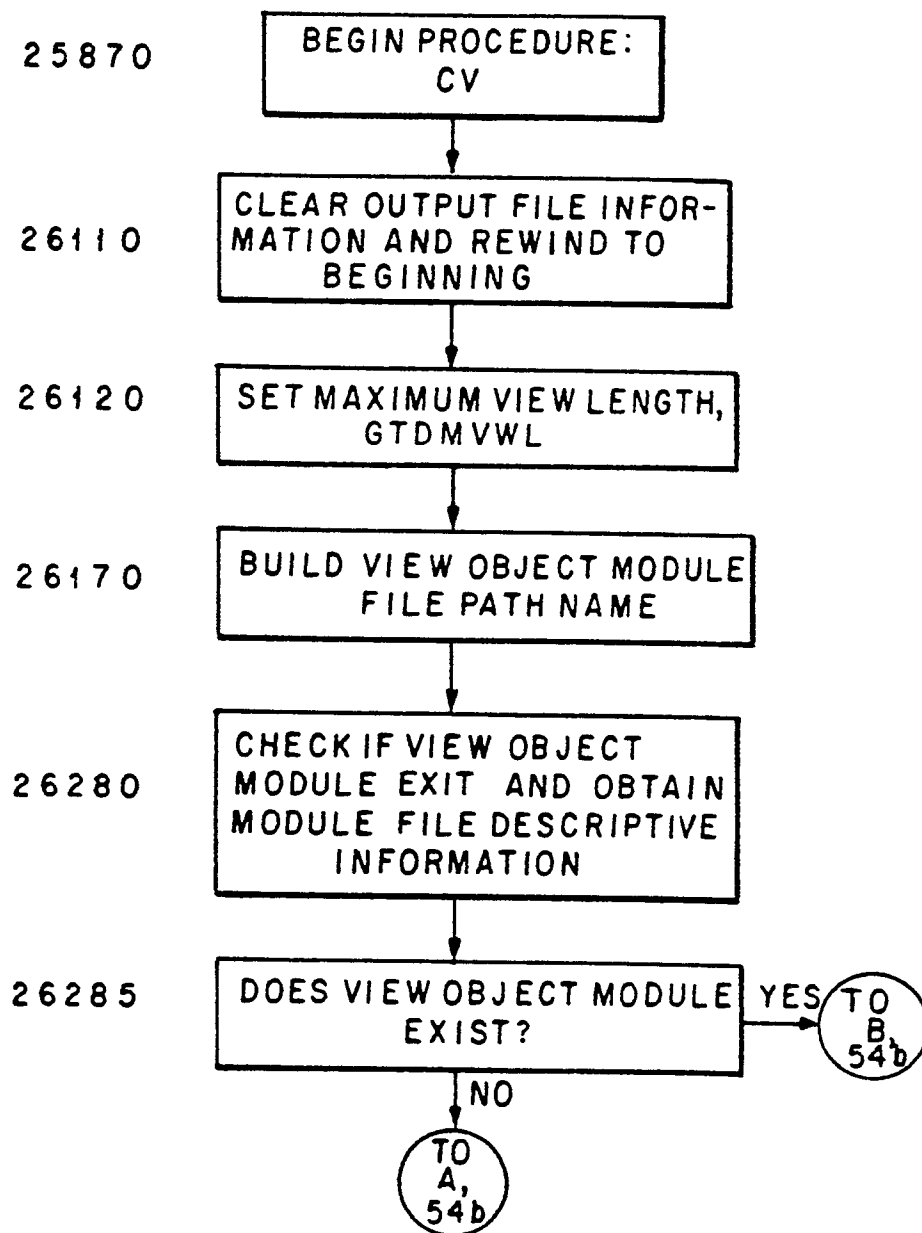 25870
BEGIN PROCEDURE:
CV
26110
CLEAR OUTPUT FILE INFOR-
MATION AND REWIND TO
BEGINNING
26120
SET MAXIMUM VIEW LENGTH,
GTDMVWL
26170
BUILD VIEW OBJECT MODULE
FILE PATH NAME
26280
CHECK IF VIEW OBJECT
MODULE EXIT AND OBTAIN
MODULE FILE DESCRIPTIVE
INFORMATION
26285
DOES VIEW OBJECT MODULE
EXIST?
YES
TO
B,
54b
NO
TO
A,
54b